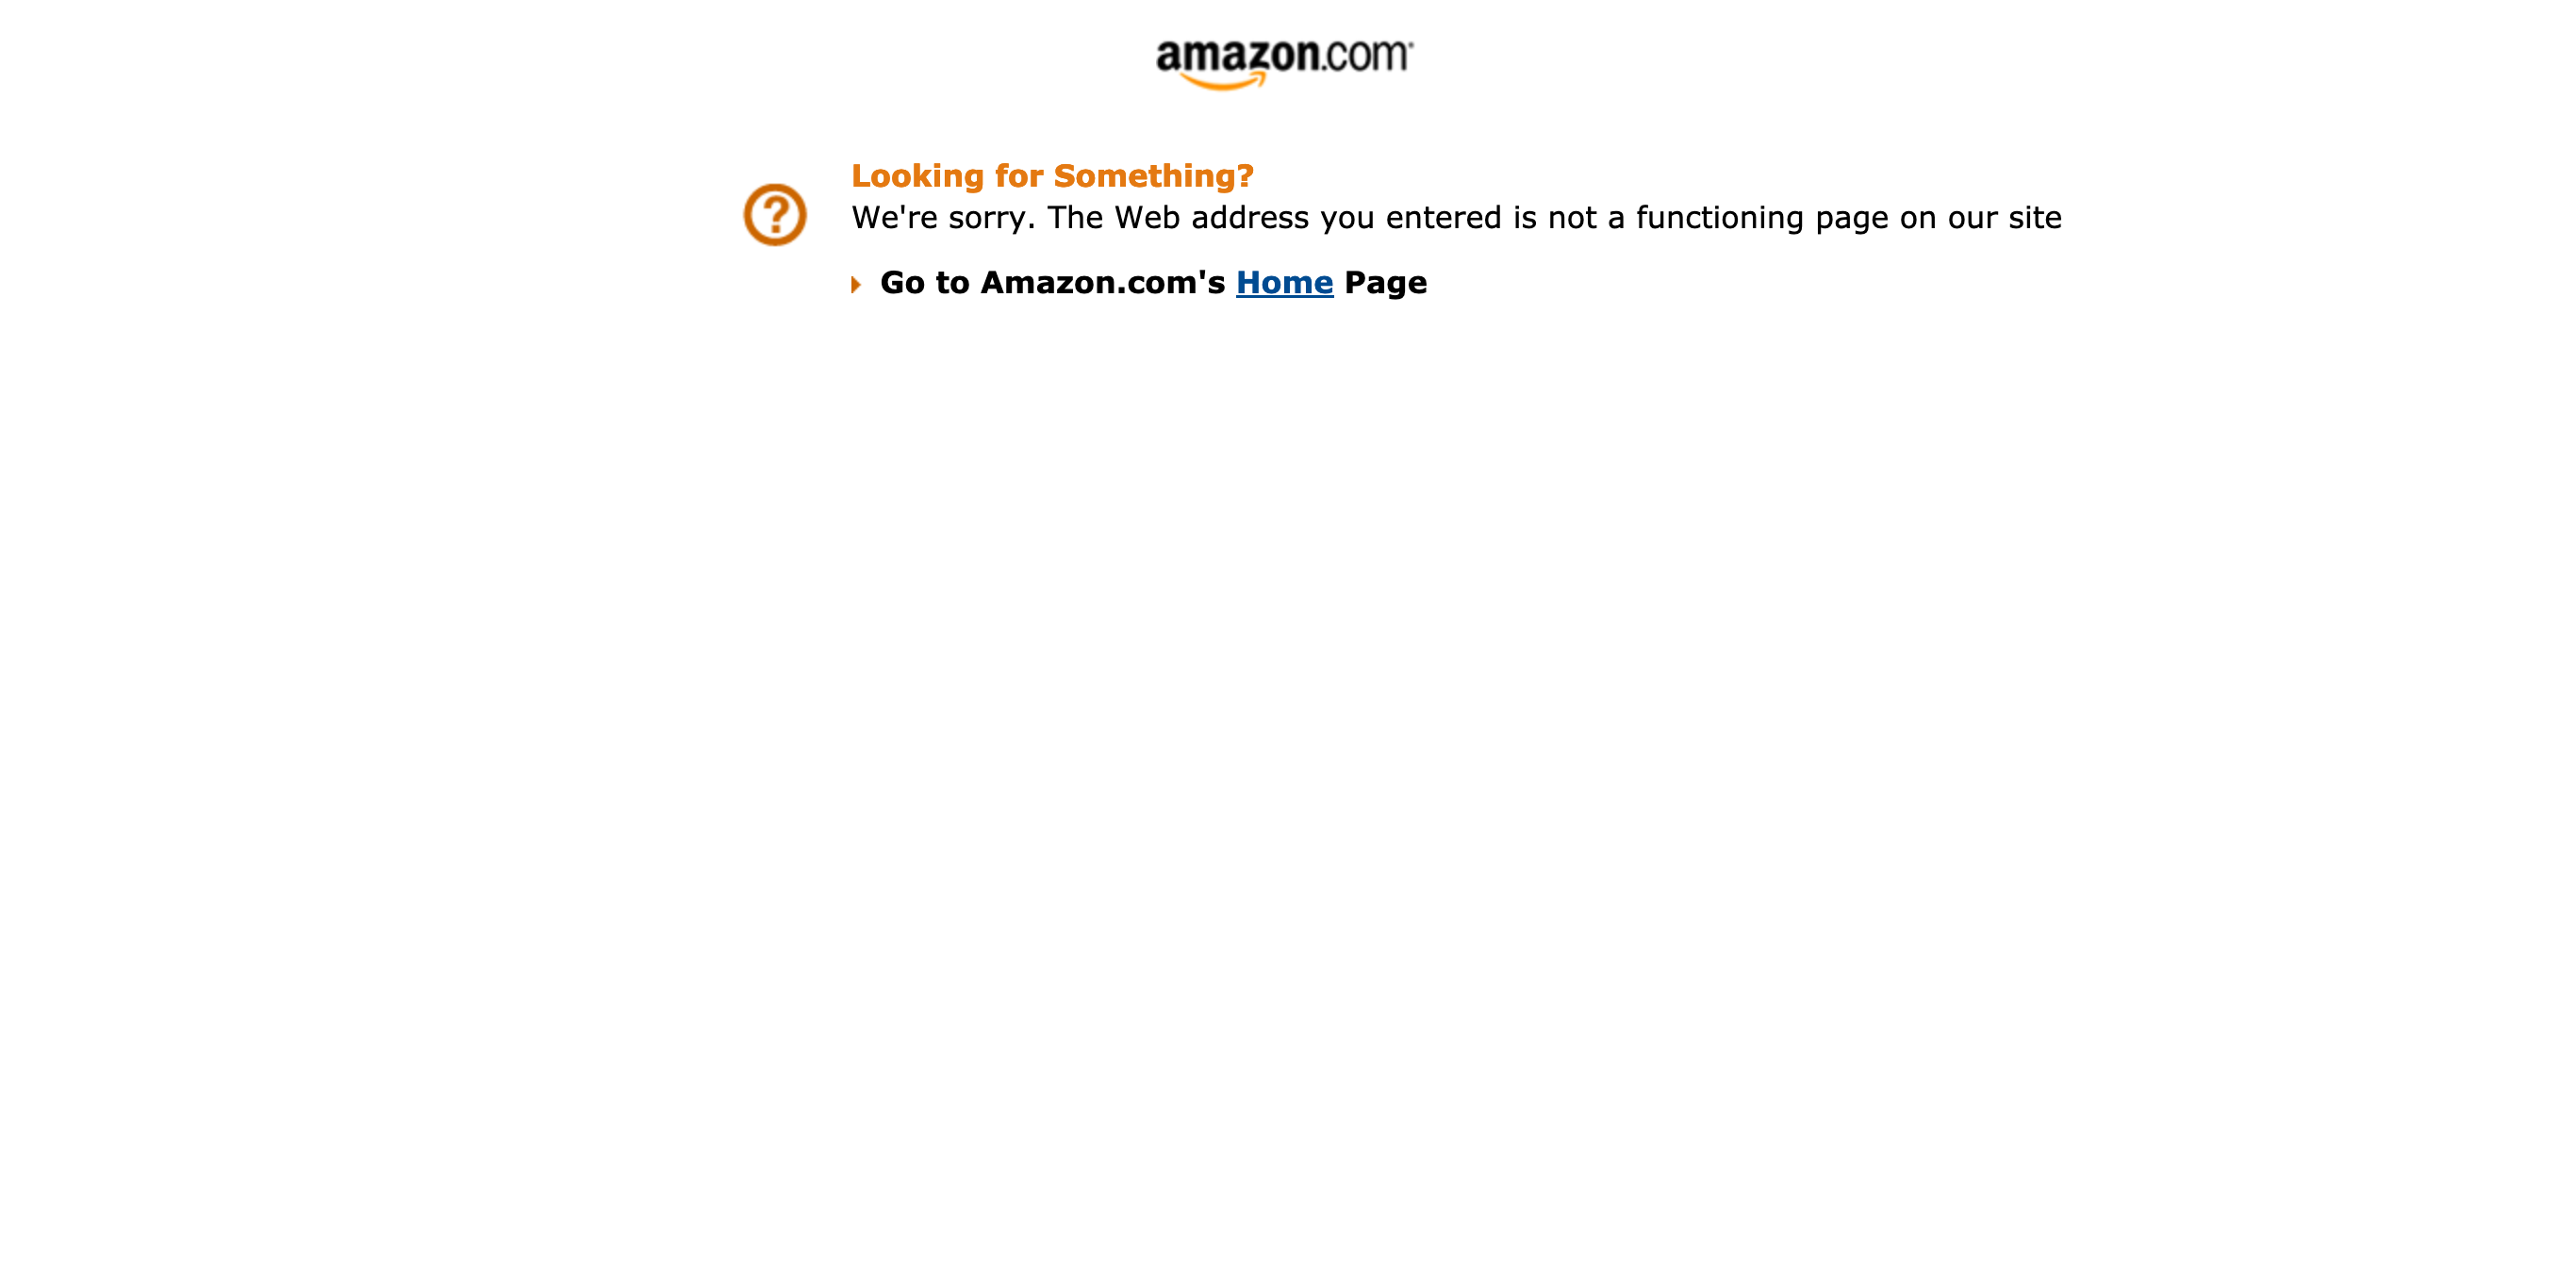 amazon.com
Looking for Something?
We're sorry. The Web address you entered is not a functioning page on our site
Go to Amazon.com's Home Page